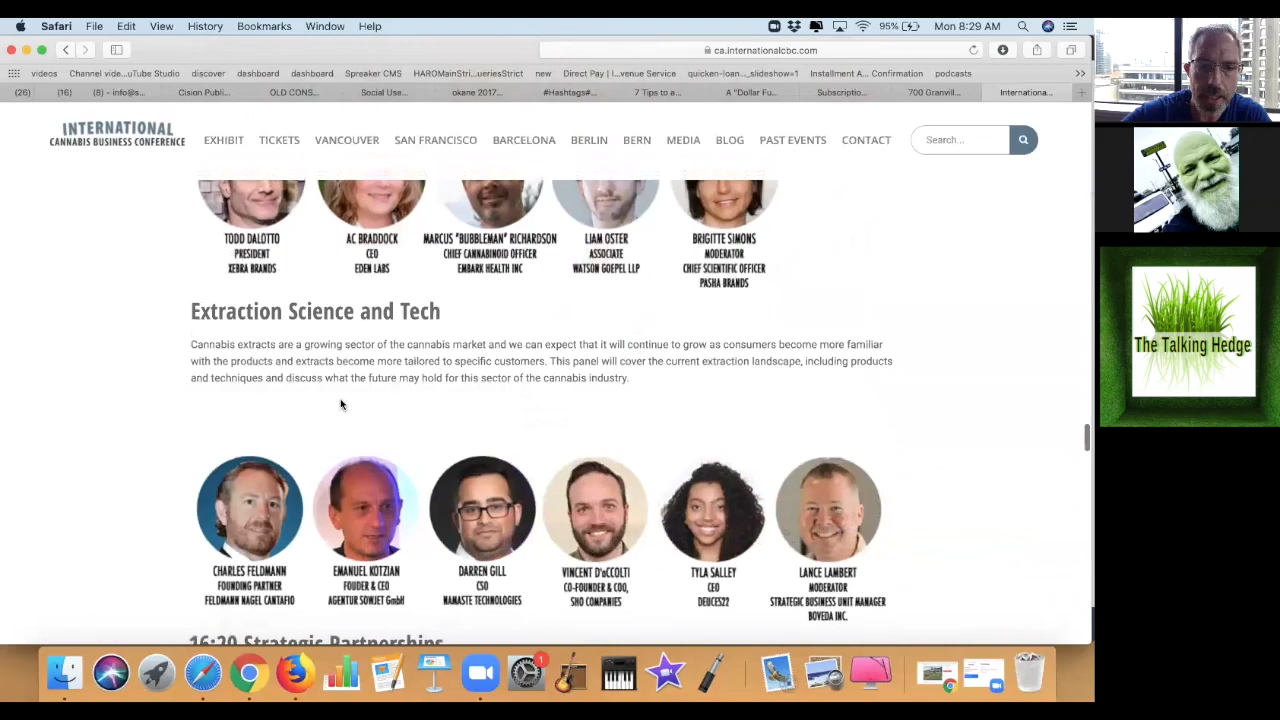 Safari File Edit View History Bookmarks Window Help 95% Mon 8:29 AM
ca.internationalcbc.com
videos Channel vide...uTube Studio discover dashboard dashboard Spreaker CMS HAROMainStri...ueriesStrict new Direct Pay I...venue Service quicken-loan..._slideshow=1 Installment A... Confirmation podcasts
(26) (16) (8) - info@s... Cision Publi... OLD CONS... Social Use... okane 2017... #Hashtags#... 7 Tips to a... A "Dollar Fu... Subscriptio... 700 Granvil... Internationa...
INTERNATIONAL
CANNABIS BUSINESS CONFERENCE
EXHIBIT TICKETS VANCOUVER SAN FRANCISCO BARCELONA BERLIN BERN MEDIA BLOG PAST EVENTS CONTACT Search...
TODD DALOTTO
PRESIDENT
XEBRA BRANDS
AC BRADDOCK
CEO
EDEN LABS
MARCUS "BUBBLEMAN" RICHARDSON
CHIEF CANNABINOID OFFICER
EMBARK HEALTH INC
LIAM OSTER
ASSOCIATE
WATSON GOEPEL LLP
BRIGITTE SIMONS
MODERATOR
CHIEF SCIENTIFIC OFFICER
PASHA BRANDS
Extraction Science and Tech
Cannabis extracts are a growing sector of the cannabis market and we can expect that it will continue to grow as consumers become more familiar
with the products and extracts become more tailored to specific customers. This panel will cover the current extraction landscape, including products
and techniques and discuss what the future may hold for this sector of the cannabis industry.
CHARLES FELDMANN
FOUNDING PARTNER
FELDMANN NAGEL CANTAFIO
EMANUEL KOTZIAN
FOUDER & CEO
AGENTUR SOWJET GmbH
DARREN GILL
CSO
NAMASTE TECHNOLOGIES
VINCENT D'aCCOLTI
CO-FOUNDER & COO,
SHO COMPANIES
TYLA SALLEY
CEO
DEUCES22
LANCE LAMBERT
MODERATOR
STRATEGIC BUSINESS UNIT MANAGER
BOVEDA INC.
16:20 Strategic Partnerships
1
The Talking Hedge